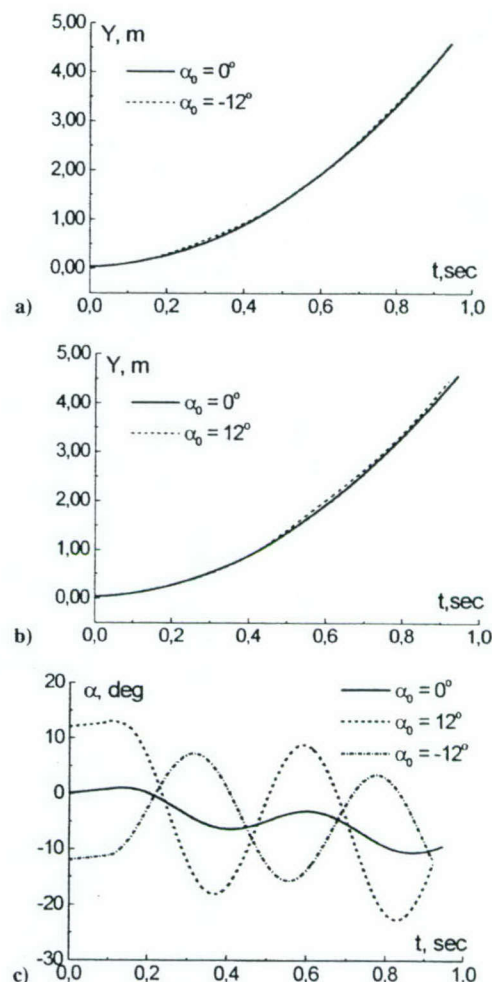 Y, m
5,00
α₀ = 0°
4,00
α₀ = -12°
3,00
2,00
1,00
0,00
t,sec
0,0 0,2 0,4 0,6 0,8 1,0
a)
5,00
Y, m
4,00
α₀ = 0°
3,00
α₀ = 12°
2,00
1,00
0,00
t,sec
0,0 0,2 0,4 0,6 0,8 1,0
b)
20
α, deg
α₀ = 0°
α₀ = 12°
10
α₀ = -12°
0
-10
-20
t, sec
-30
0,0 0,2 0,4 0,6 0,8 1,0
c)